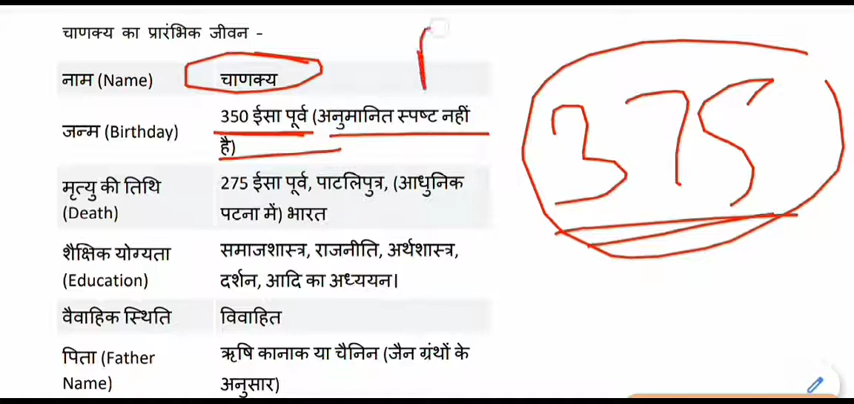 चाणक्य का प्रारंभिक जीवन -
नाम (Name) चाणक्य
जन्म (Birthday) 350 ईसा पूर्व (अनुमानित स्पष्ट नहीं
है)
मृत्यु की तिथि 275 ईसा पूर्व, पाटलिपुत्र, (आधुनिक
(Death) पटना में) भारत
शैक्षिक योग्यता समाजशास्त्र, राजनीति, अर्थशास्त्र,
(Education) दर्शन, आदि का अध्ययन।
वैवाहिक स्थिति विवाहित
पिता (Father ऋषि कानाक या चैनिन (जैन ग्रंथों के
Name) अनुसार)
375